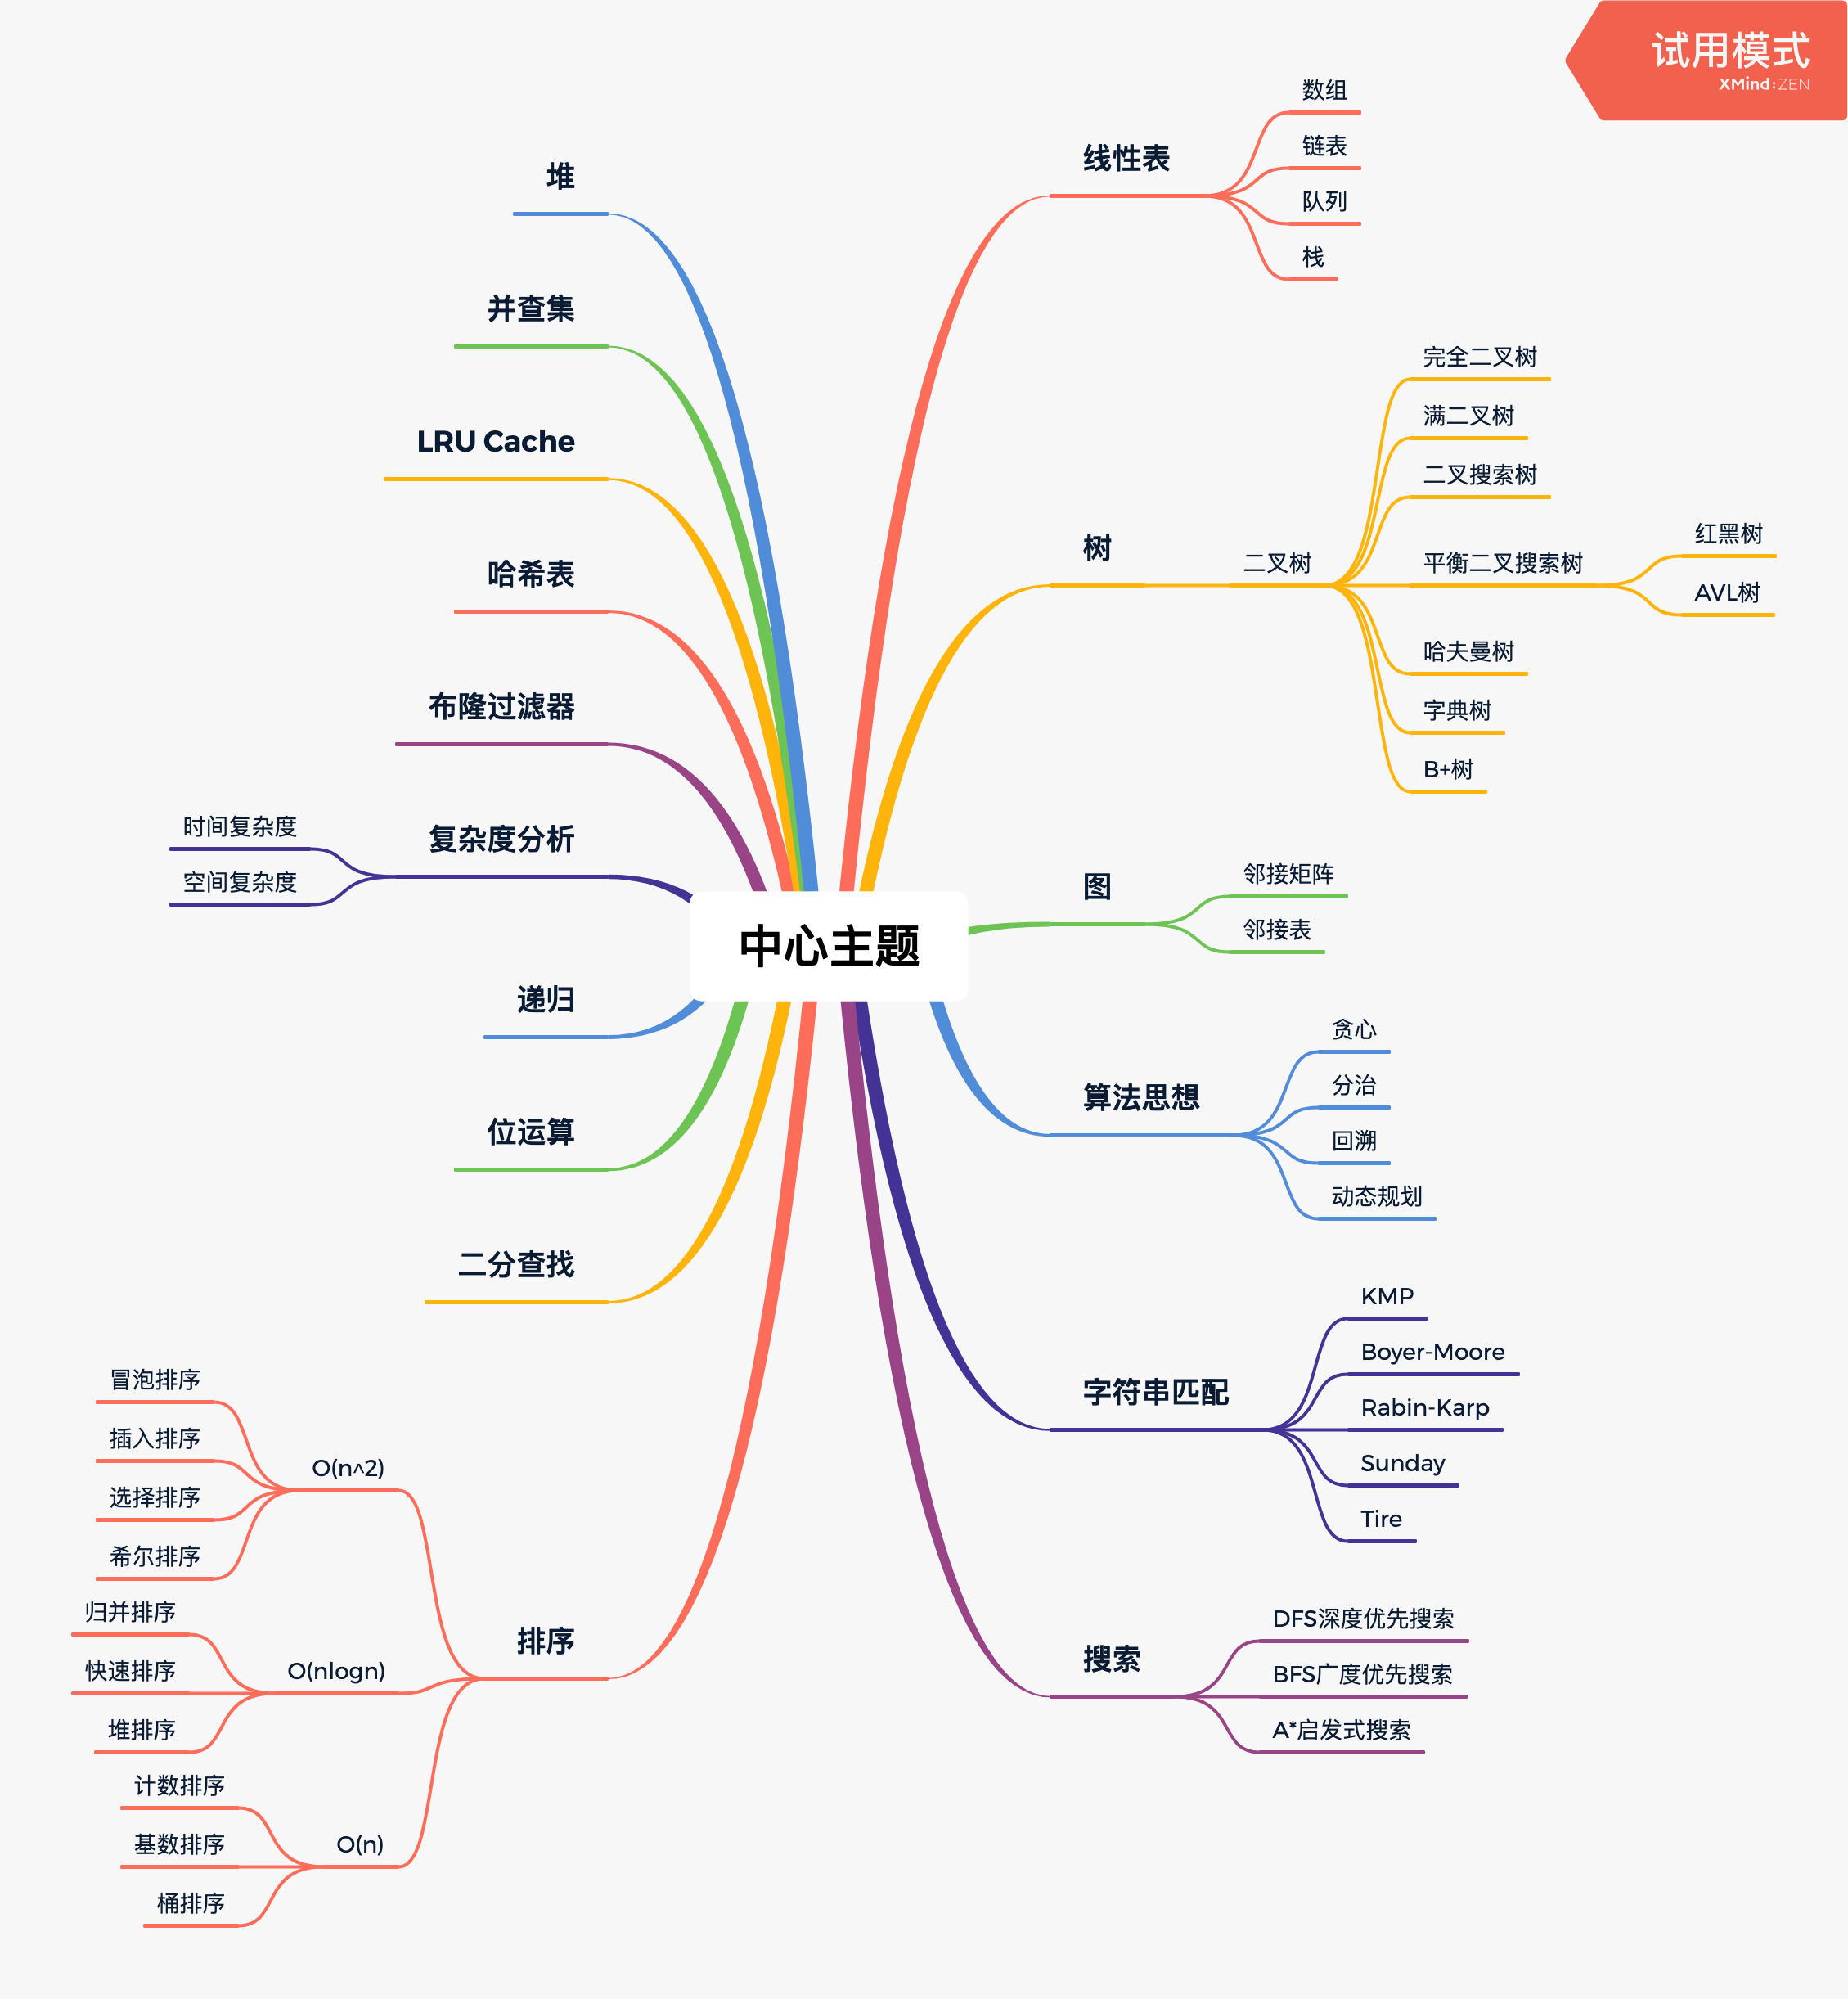 试用模式
XMind:ZEN
中心主题
线性表
数组
链表
队列
栈
树
二叉树
完全二叉树
满二叉树
二叉搜索树
平衡二叉搜索树
红黑树
AVL树
哈夫曼树
字典树
B+树
图
邻接矩阵
邻接表
算法思想
贪心
分治
回溯
动态规划
字符串匹配
KMP
Boyer-Moore
Rabin-Karp
Sunday
Tire
搜索
DFS深度优先搜索
BFS广度优先搜索
A*启发式搜索
堆
并查集
LRU Cache
哈希表
布隆过滤器
复杂度分析
时间复杂度
空间复杂度
递归
位运算
二分查找
排序
O(n^2)
冒泡排序
插入排序
选择排序
希尔排序
O(nlogn)
归并排序
快速排序
堆排序
O(n)
计数排序
基数排序
桶排序